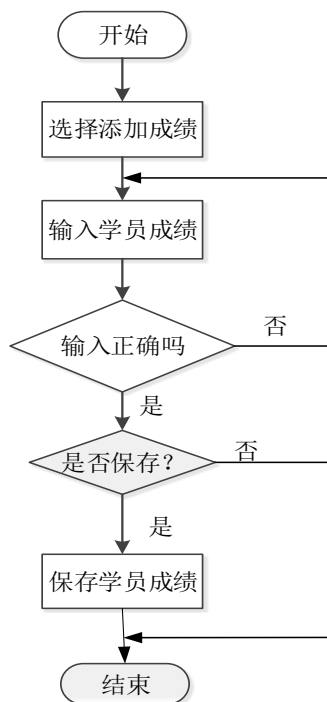 开始
选择添加成绩
输入学员成绩
输入正确吗
否
是
是否保存？
否
是
保存学员成绩
结束